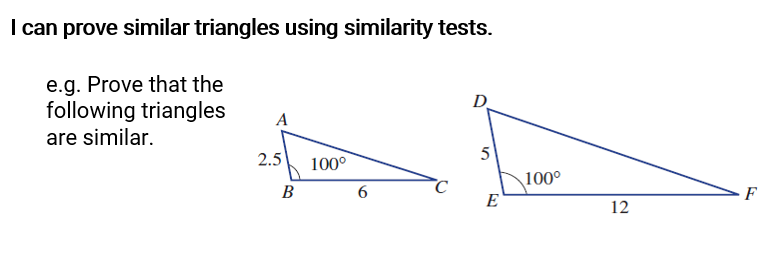 I can prove similar triangles using similarity tests.
e.g. Prove that the
following triangles
are similar.
A
2.5
100°
B
6
C
D
5
100°
E
12
F